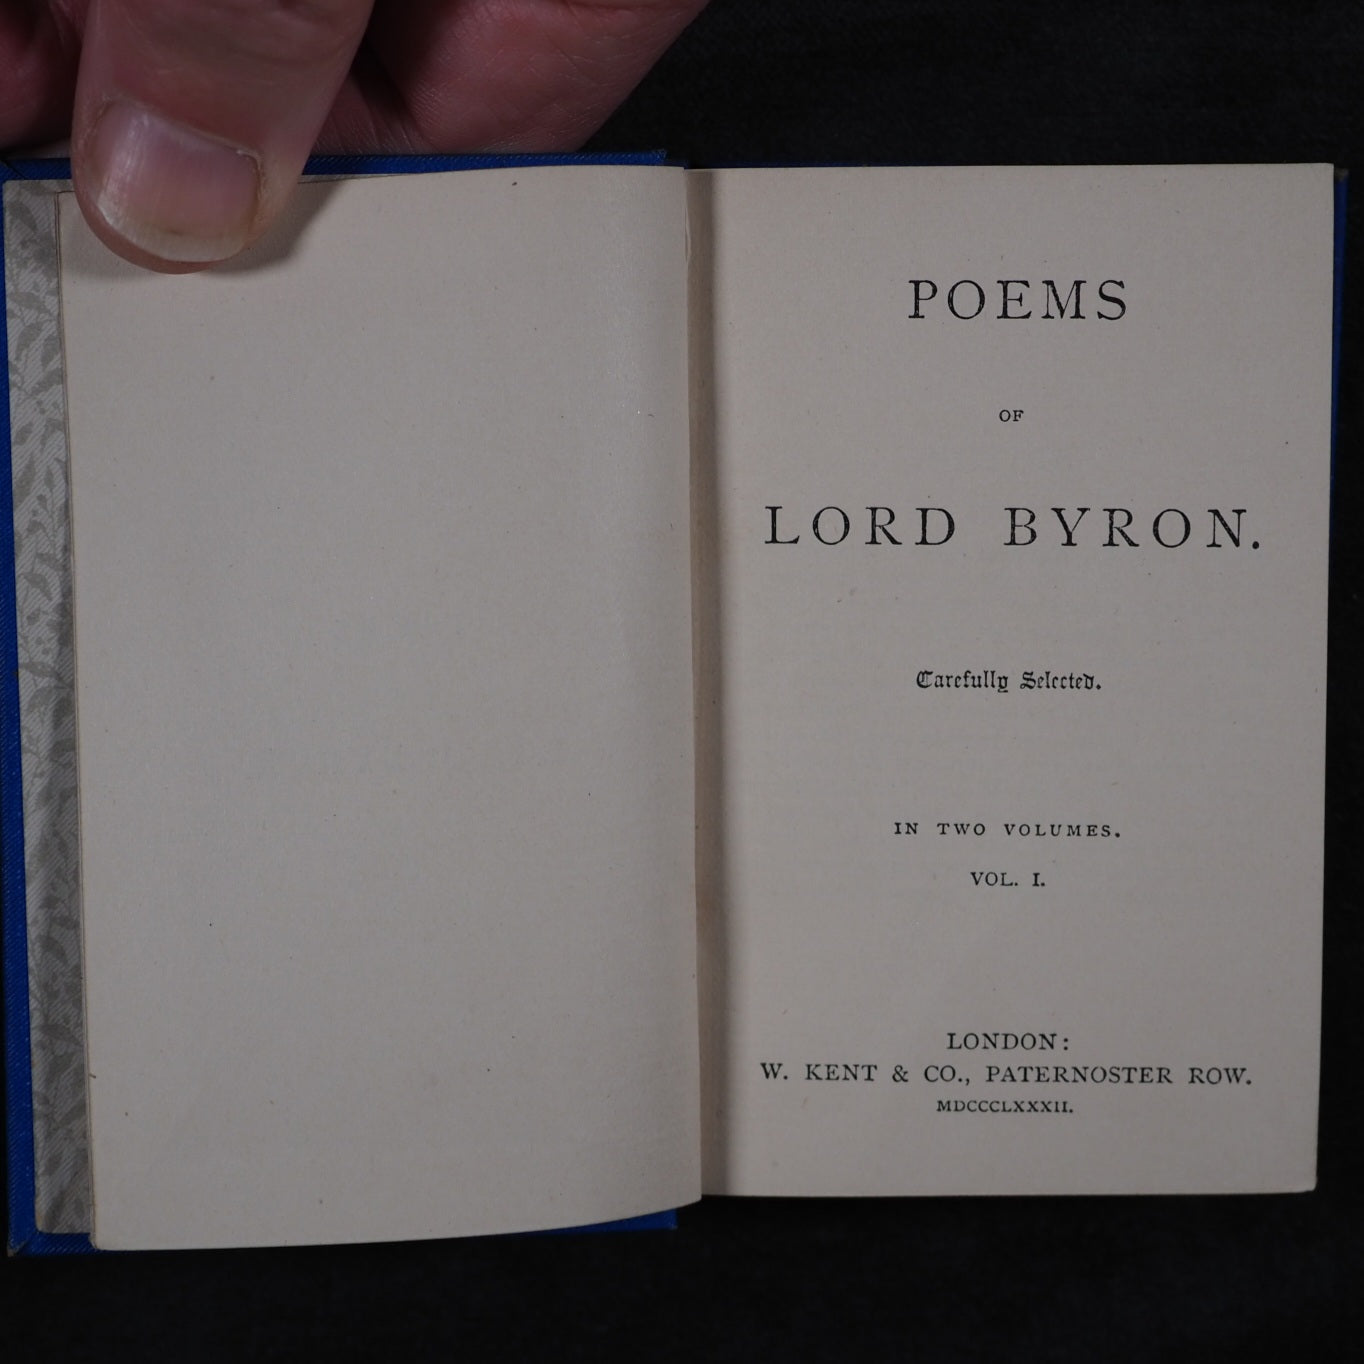 POEMS
OF
LORD BYRON.
Carefully Selected.
IN TWO VOLUMES.
VOL. I.
LONDON:
W. KENT & CO., PATERNOSTER ROW.
MDCCCLXXXII.